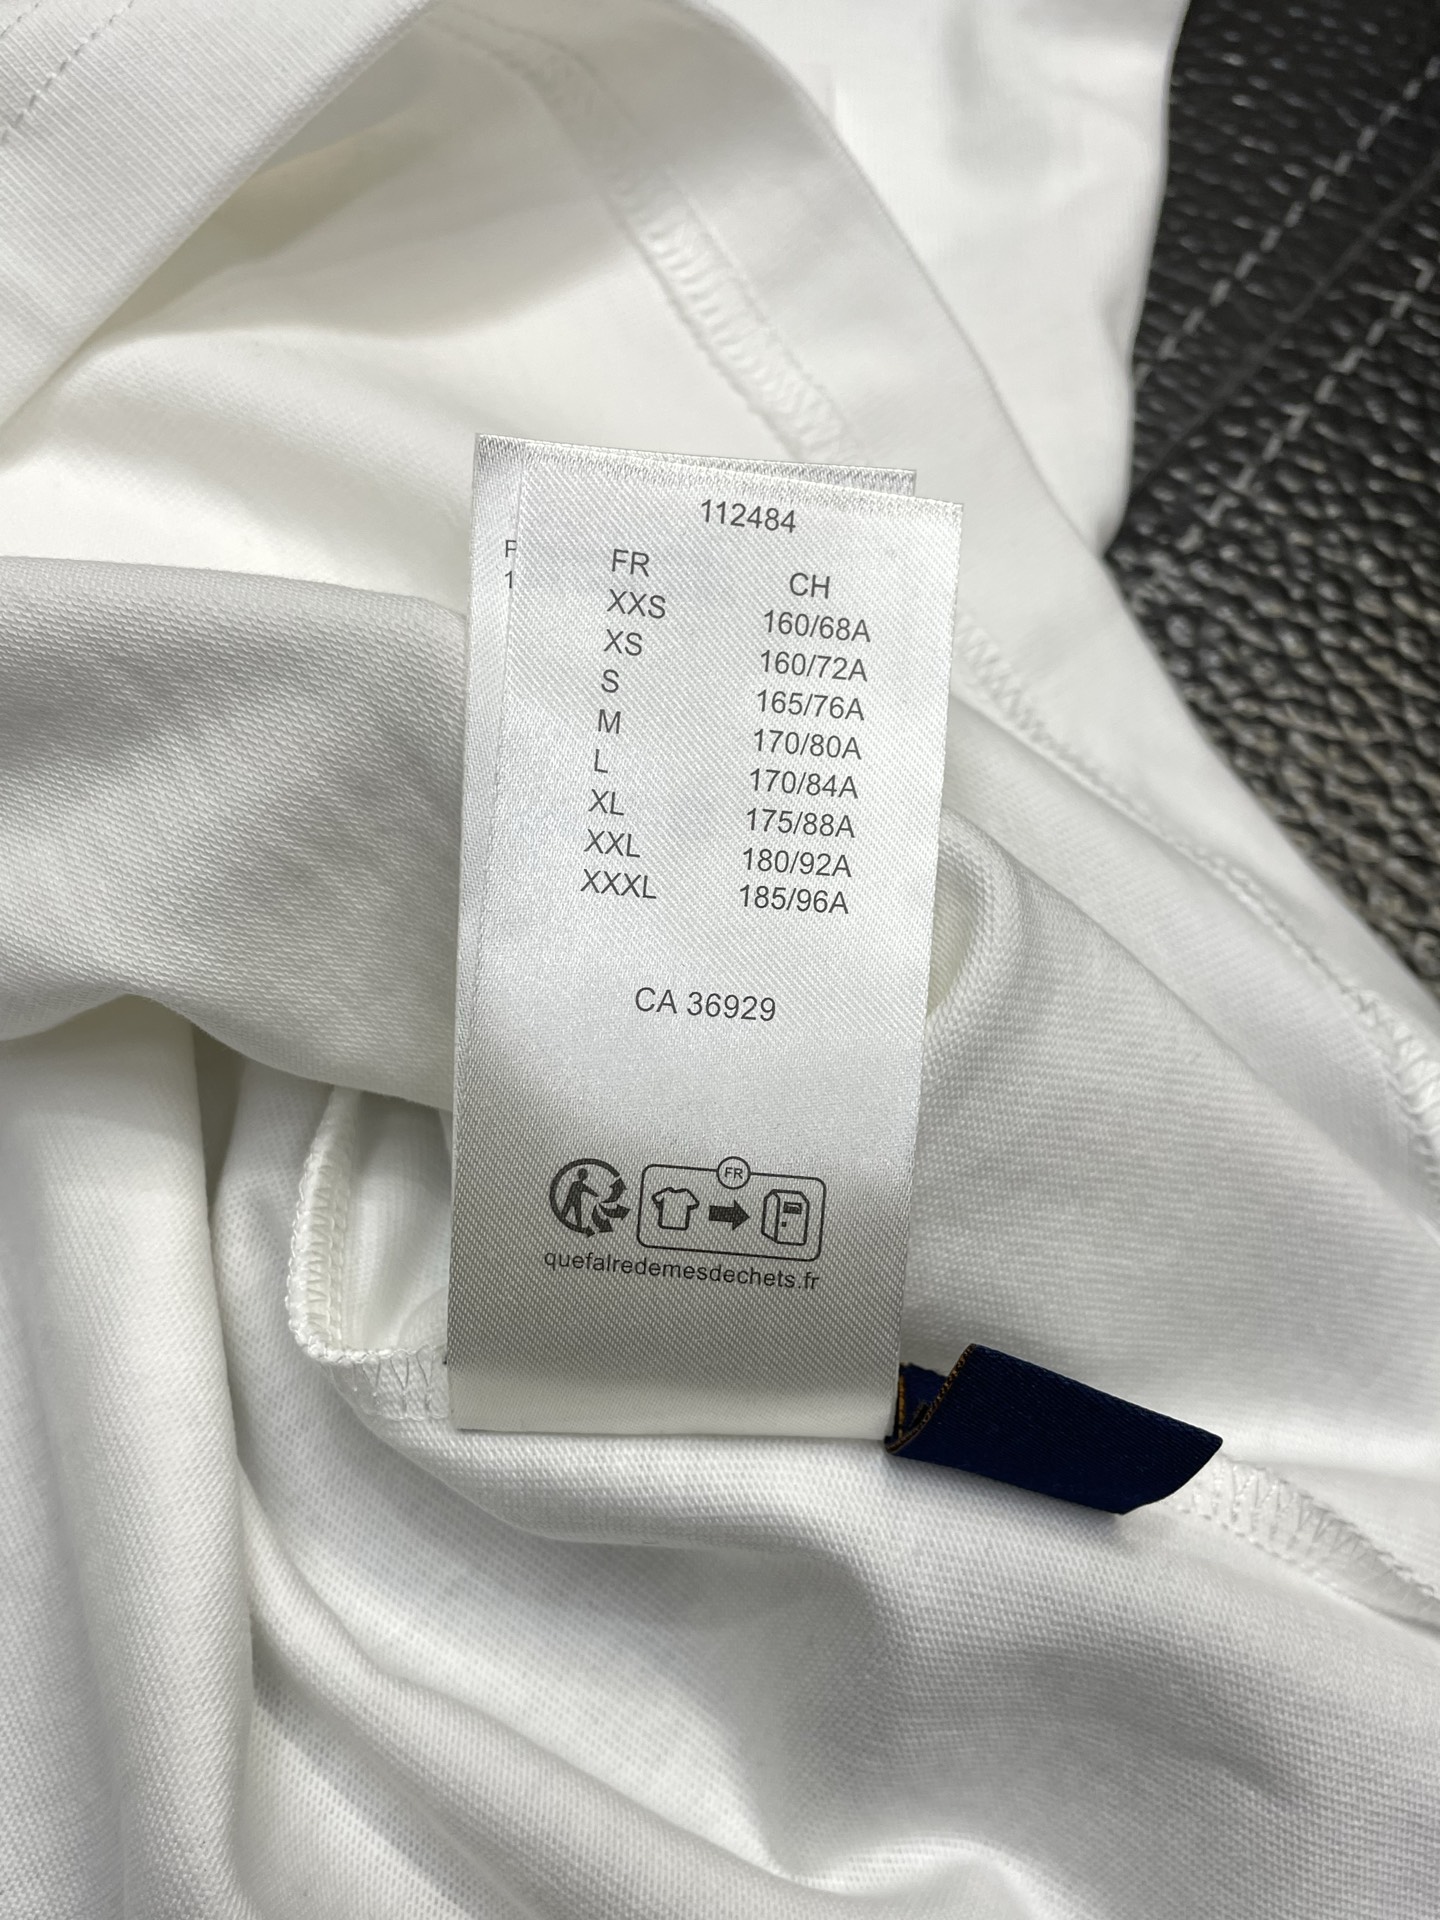 112484
FR CH
XXS 160/68A
XS 160/72A
S 165/76A
M 170/80A
L 170/84A
XL 175/88A
XXL 180/92A
XXXL 185/96A
CA 36929
FR
quefairedemesdechets.fr